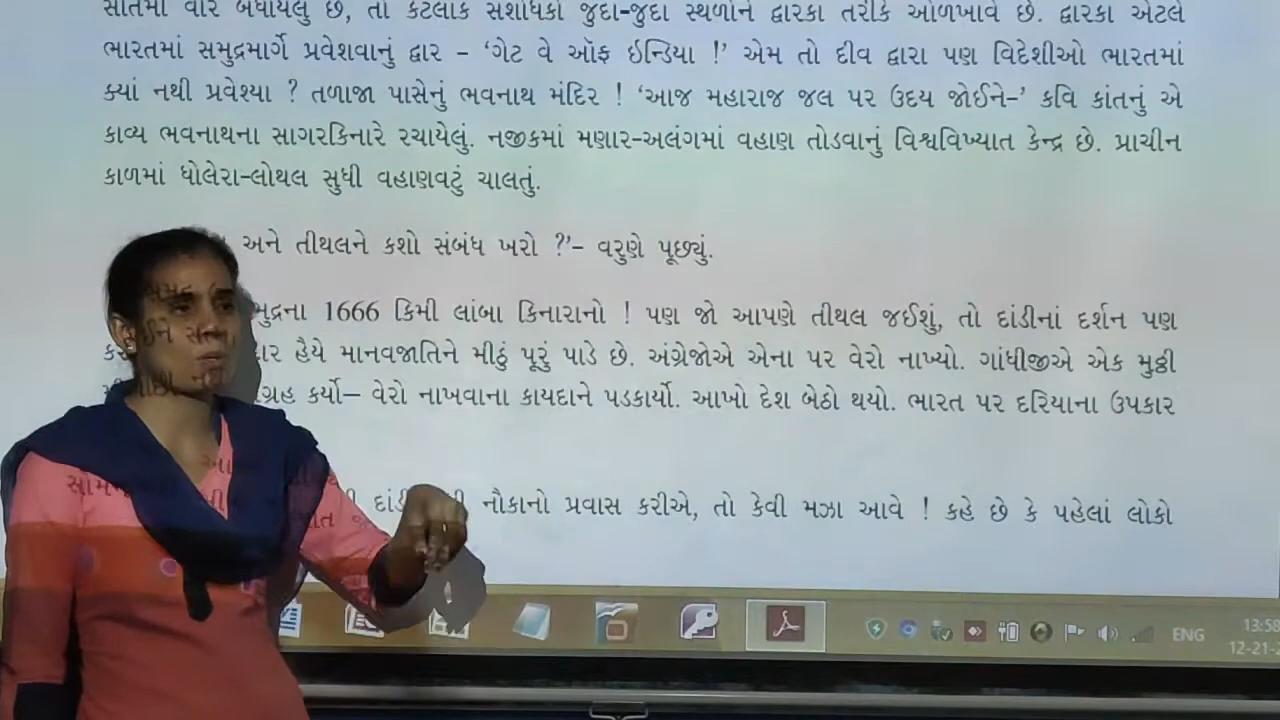 સાતમી વાર બંધાયેલું છે, તો કેટલાક સંશોધકો જુદા-જુદા સ્થળોને દ્વારકા તરીકે ઓળખાવે છે. દ્વારકા એટલે
ભારતમાં સમુદ્રમાર્ગે પ્રવેશવાનું દ્વાર – ‘ગેટ વે ઑફ ઇન્ડિયા !’ એમ તો દીવ દ્વારા પણ વિદેશીઓ ભારતમાં
ક્યાં નથી પ્રવેશ્યા ? તળાજા પાસેનું ભવનાથ મંદિર ! ‘આજ મહારાજ જલ પર ઉદય જોઈને–’ કવિ કાંતનું એ
કાવ્ય ભવનાથના સાગરકિનારે રચાયેલું. નજીકમાં મણાર-અલંગમાં વહાણ તોડવાનું વિશ્વવિખ્યાત કેન્દ્ર છે. પ્રાચીન
કાળમાં ધોલેરા-લોથલ સુધી વહાણવટું ચાલતું.
અને તીથલને કશો સંબંધ ખરો ?’– વરુણે પૂછ્યું.
1666 કિમી લાંબા કિનારાનો ! પણ જો આપણે તીથલ જઈશું, તો દાંડીનાં દર્શન પણ
હૈયે માનવજાતિને મીઠું પૂરું પાડે છે. અંગ્રેજોએ એના પર વેરો નાખ્યો. ગાંધીજીએ એક મુઠ્ઠી
કર્યો– વેરો નાખવાના કાયદાને પડકાર્યો. આખો દેશ બેઠો થયો. ભારત પર દરિયાના ઉપકાર
નૌકાનો પ્રવાસ કરીએ, તો કેવી મઝા આવે ! કહે છે કે પહેલાં લોકો
ENG
13:58
12-21-2